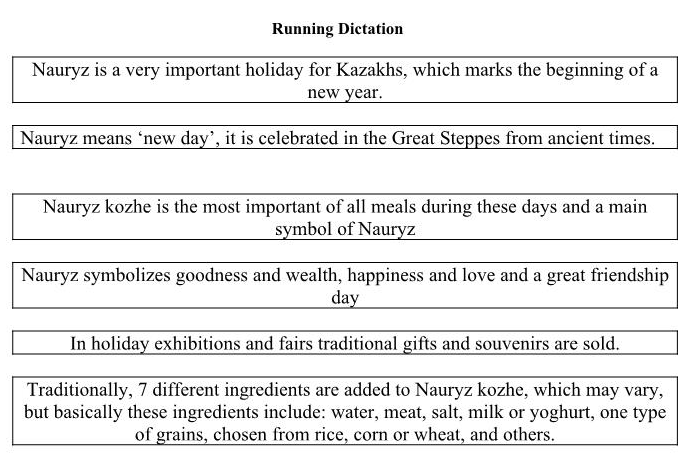 Running Dictation
Nauryz is a very important holiday for Kazakhs, which marks the beginning of a
new year.
Nauryz means ‘new day’, it is celebrated in the Great Steppes from ancient times.
Nauryz kozhe is the most important of all meals during these days and a main
symbol of Nauryz
Nauryz symbolizes goodness and wealth, happiness and love and a great friendship
day
In holiday exhibitions and fairs traditional gifts and souvenirs are sold.
Traditionally, 7 different ingredients are added to Nauryz kozhe, which may vary,
but basically these ingredients include: water, meat, salt, milk or yoghurt, one type
of grains, chosen from rice, corn or wheat, and others.